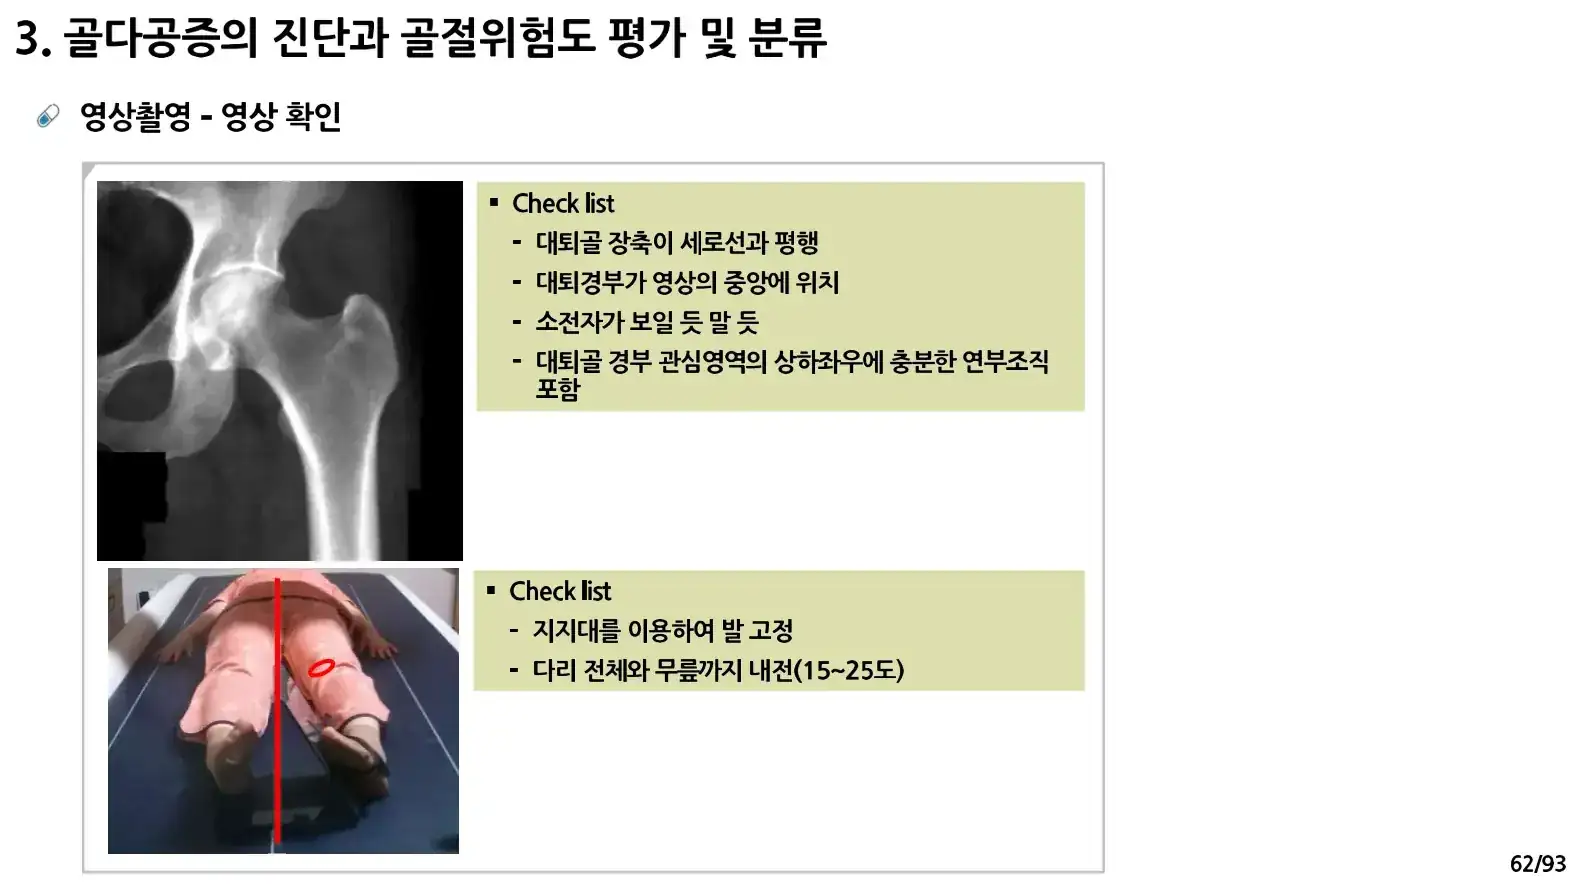 3. 골다공증의 진단과 골절위험도 평가 및 분류
영상촬영 - 영상 확인
▪ Check list
- 대퇴골 장축이 세로선과 평행
- 대퇴경부가 영상의 중앙에 위치
- 소전자가 보일 듯 말 듯
- 대퇴골 경부 관심영역의 상하좌우에 충분한 연부조직
포함
▪ Check list
- 지지대를 이용하여 발 고정
- 다리 전체와 무릎까지 내전(15~25도)
62/93